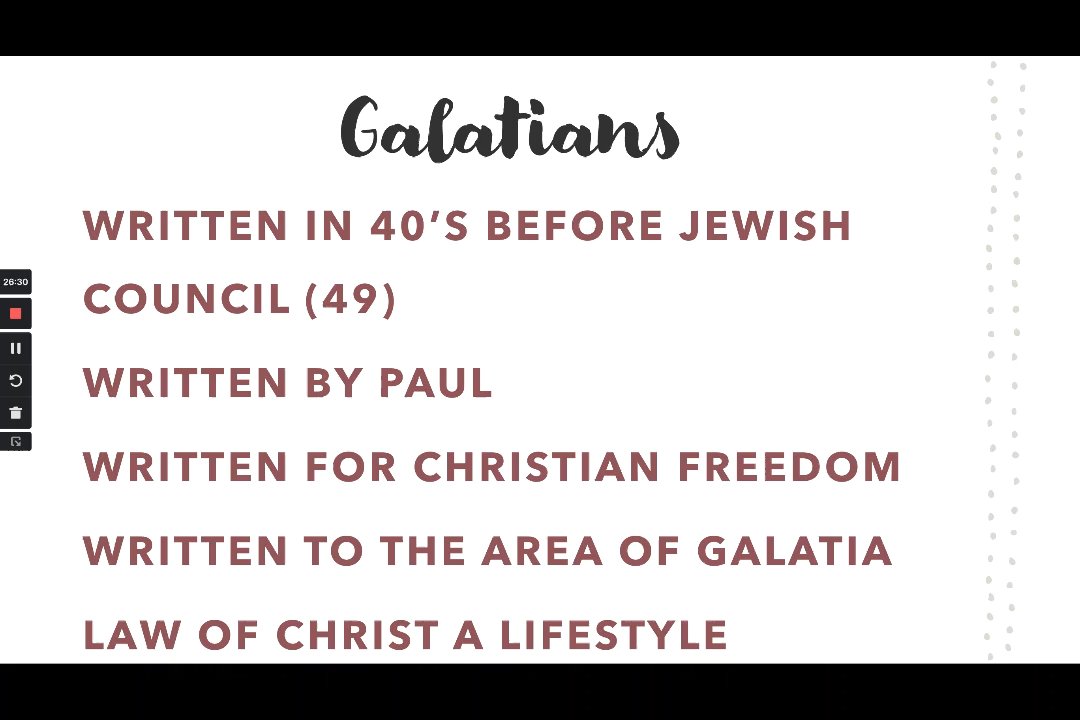 Galatians
WRITTEN IN 40'S BEFORE JEWISH
COUNCIL (49)
26:30
WRITTEN BY PAUL
WRITTEN FOR CHRISTIAN FREEDOM
WRITTEN TO THE AREA OF GALATIA
LAW OF CHRIST A LIFESTYLE